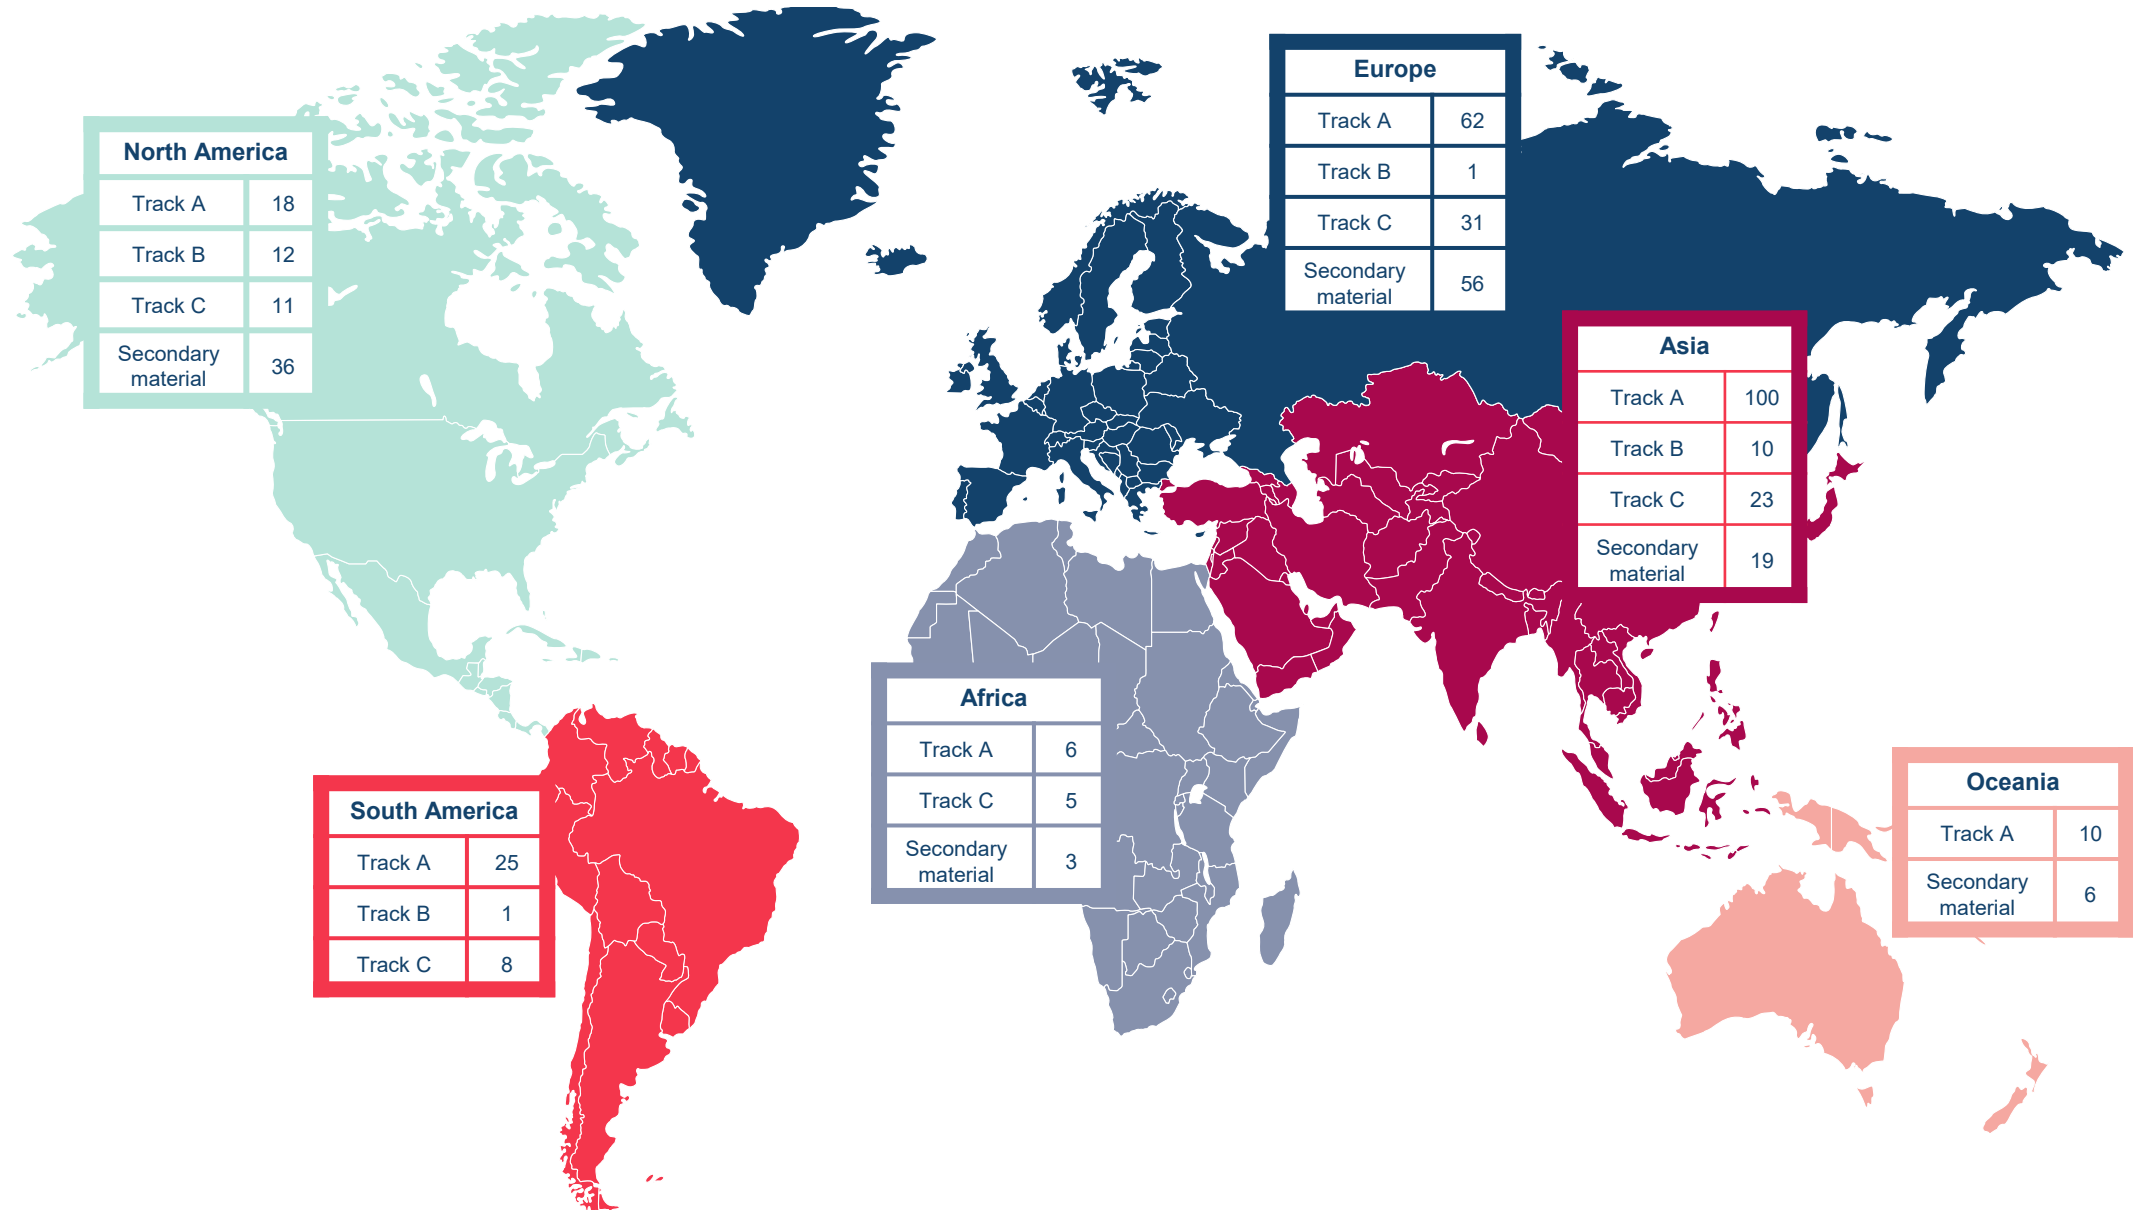 North America
Track A 18
Track B 12
Track C 11
Secondary
material 36
Europe
Track A 62
Track B 1
Track C 31
Secondary
material 56
Asia
Track A 100
Track B 10
Track C 23
Secondary
material 19
Africa
Track A 6
Track C 5
Secondary
material 3
South America
Track A 25
Track B 1
Track C 8
Oceania
Track A 10
Secondary
material 6